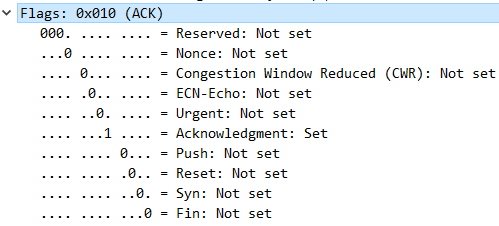 Flags: 0x010 (ACK)
000. .... .... = Reserved: Not set
...0 .... .... = Nonce: Not set
.... 0... .... = Congestion Window Reduced (CWR): Not set
.... .0.. .... = ECN-Echo: Not set
.... ..0. .... = Urgent: Not set
.... ...1 .... = Acknowledgment: Set
.... .... 0... = Push: Not set
.... .... .0.. = Reset: Not set
.... .... ..0. = Syn: Not set
.... .... ...0 = Fin: Not set